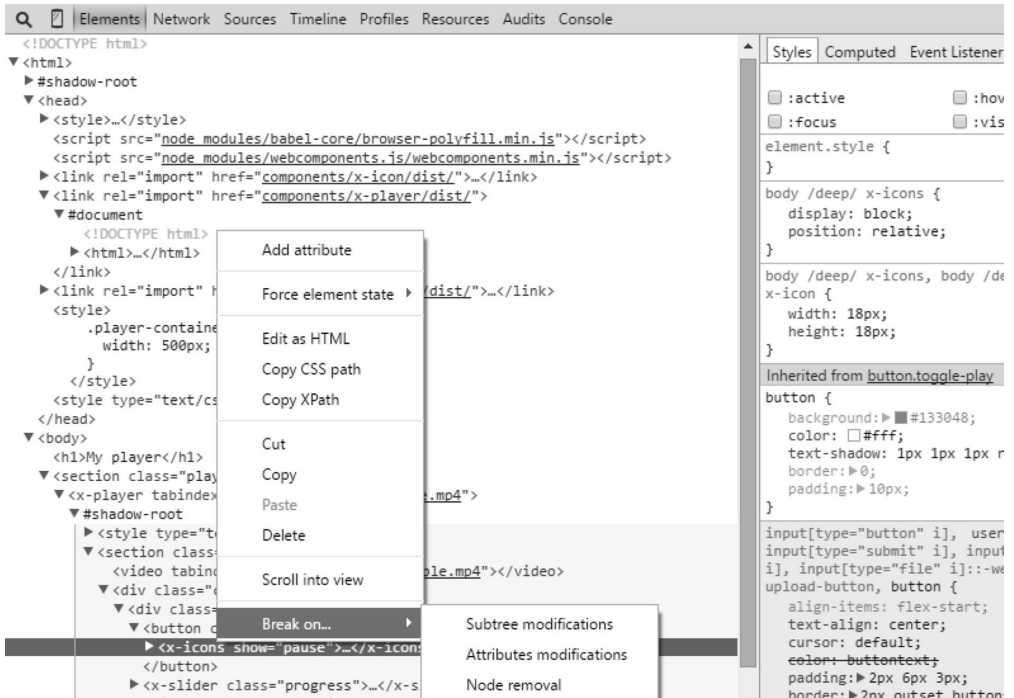 Elements Network Sources Timeline Profiles Resources Audits Console
<!DOCTYPE html>
▼<html>
▶#shadow-root
▼<head>
▶<style>…</style>
<script src="node_modules/babel-core/browser-polyfill.min.js"></script>
<script src="node_modules/webcomponents.js/webcomponents.min.js"></script>
▶<link rel="import" href="components/x-icon/dist/">…</link>
▼<link rel="import" href="components/x-player/dist/">
▼#document
<!DOCTYPE html>
▶<html>…</html>
</link>
▶<link rel="import" h /dist/">…</link>
<style>
.player-containe
width: 500px;
}
</style>
<style type="text/cs
</head>
▼<body>
<h1>My player</h1>
▼<section class="play
▼<x-player tabindex .mp4">
▼#shadow-root
▶<style type="te
▼<section class=
<video tabind ple.mp4"></video>
▼<div class="c
▼<div class=
▼<button c
▶<x-icons show="pause">…</x-icons
</button>
▶<x-slider class="progress">…</x-s
Add attribute
Force element state ▶
Edit as HTML
Copy CSS path
Copy XPath
Cut
Copy
Paste
Delete
Scroll into view
Break on... ▶
Subtree modifications
Attributes modifications
Node removal
Styles Computed Event Listener
:active :hov
:focus :vis
element.style {
}
body /deep/ x-icons {
display: block;
position: relative;
}
body /deep/ x-icons, body /de
x-icon {
width: 18px;
height: 18px;
}
Inherited from button.toggle-play
button {
background:▶#133048;
color: #fff;
text-shadow: 1px 1px 1px r
border:▶0;
padding:▶10px;
}
input[type="button" i], user
input[type="submit" i], input
i], input[type="file" i]::-we
upload-button, button {
align-items: flex-start;
text-align: center;
cursor: default;
color: buttontext;
padding:▶2px 6px 3px;
border:▶2px outset button